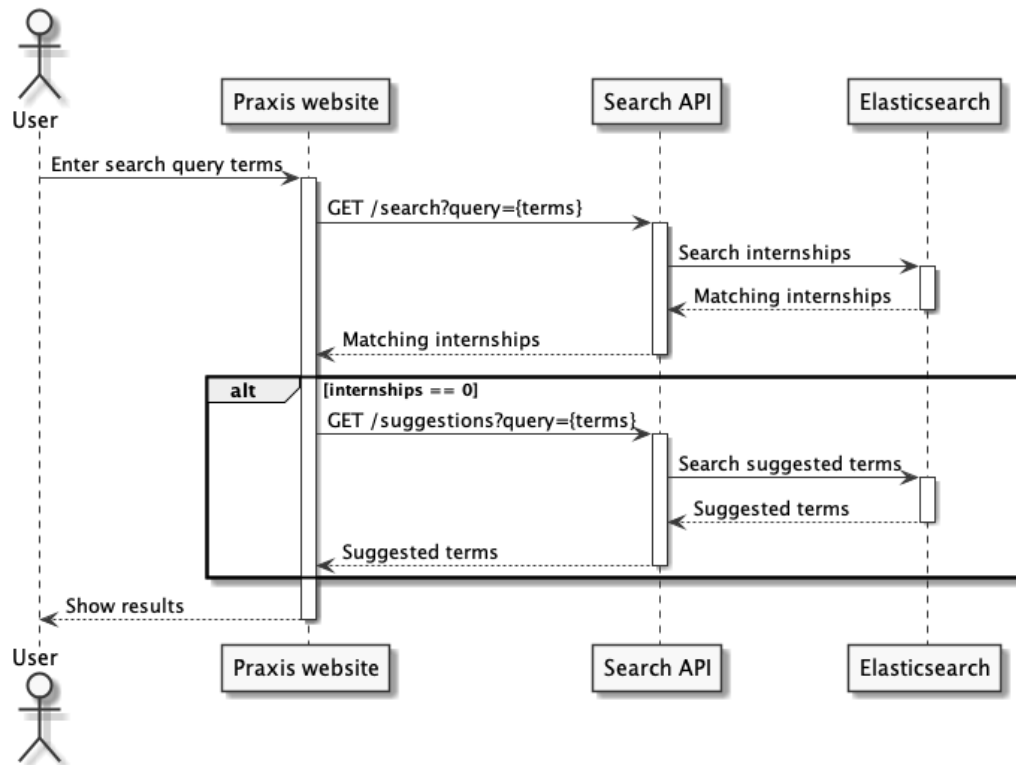 User
Praxis website
Search API
Elasticsearch
Enter search query terms
GET /search?query={terms}
Search internships
Matching internships
Matching internships
alt
[internships == 0]
GET /suggestions?query={terms}
Search suggested terms
Suggested terms
Suggested terms
Show results
User
Praxis website
Search API
Elasticsearch